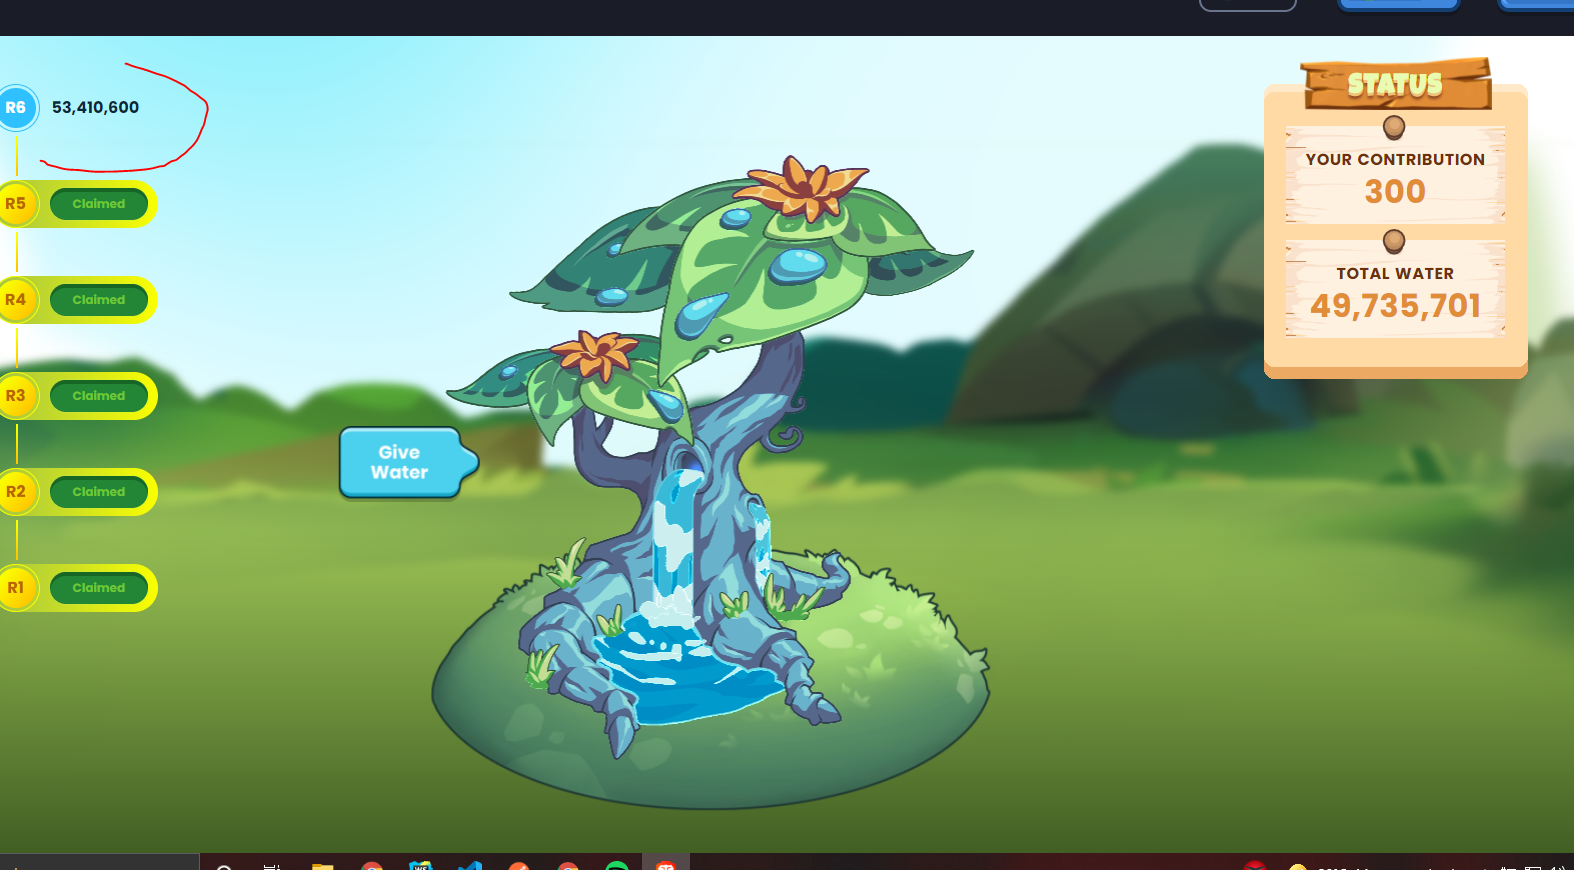 R6 53,410,600
R5 Claimed
R4 Claimed
R3 Claimed
R2 Claimed
R1 Claimed
Give
Water
STATUS
YOUR CONTRIBUTION
300
TOTAL WATER
49,735,701